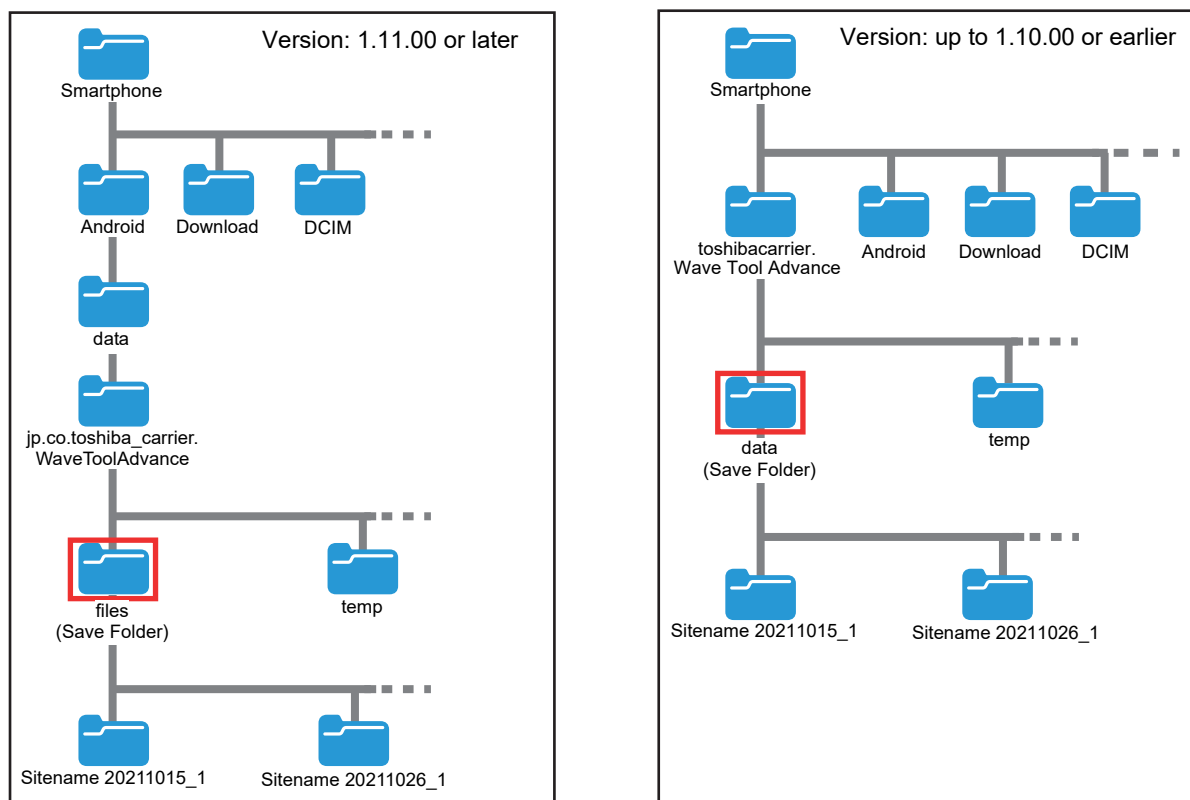 Version: 1.11.00 or later
Smartphone
Android
Download
DCIM
data
jp.co.toshiba_carrier.
WaveToolAdvance
files
(Save Folder)
temp
Sitename 20211015_1
Sitename 20211026_1
Version: up to 1.10.00 or earlier
Smartphone
toshibacarrier.
Wave Tool Advance
Android
Download
DCIM
data
(Save Folder)
temp
Sitename 20211015_1
Sitename 20211026_1